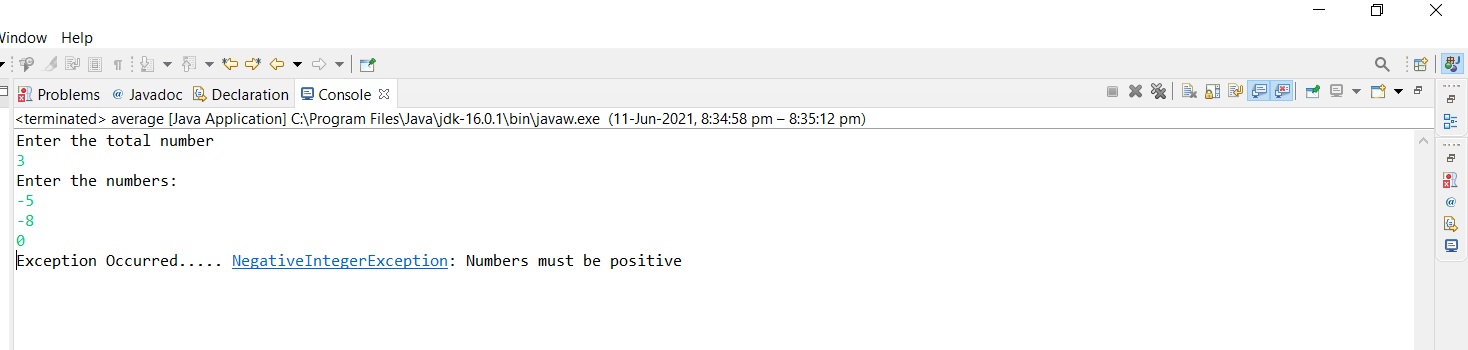 Window Help
Problems @ Javadoc Declaration Console
<terminated> average [Java Application] C:\Program Files\Java\jdk-16.0.1\bin\javaw.exe (11-Jun-2021, 8:34:58 pm – 8:35:12 pm)
Enter the total number
3
Enter the numbers:
-5
-8
0
Exception Occurred..... NegativeIntegerException: Numbers must be positive